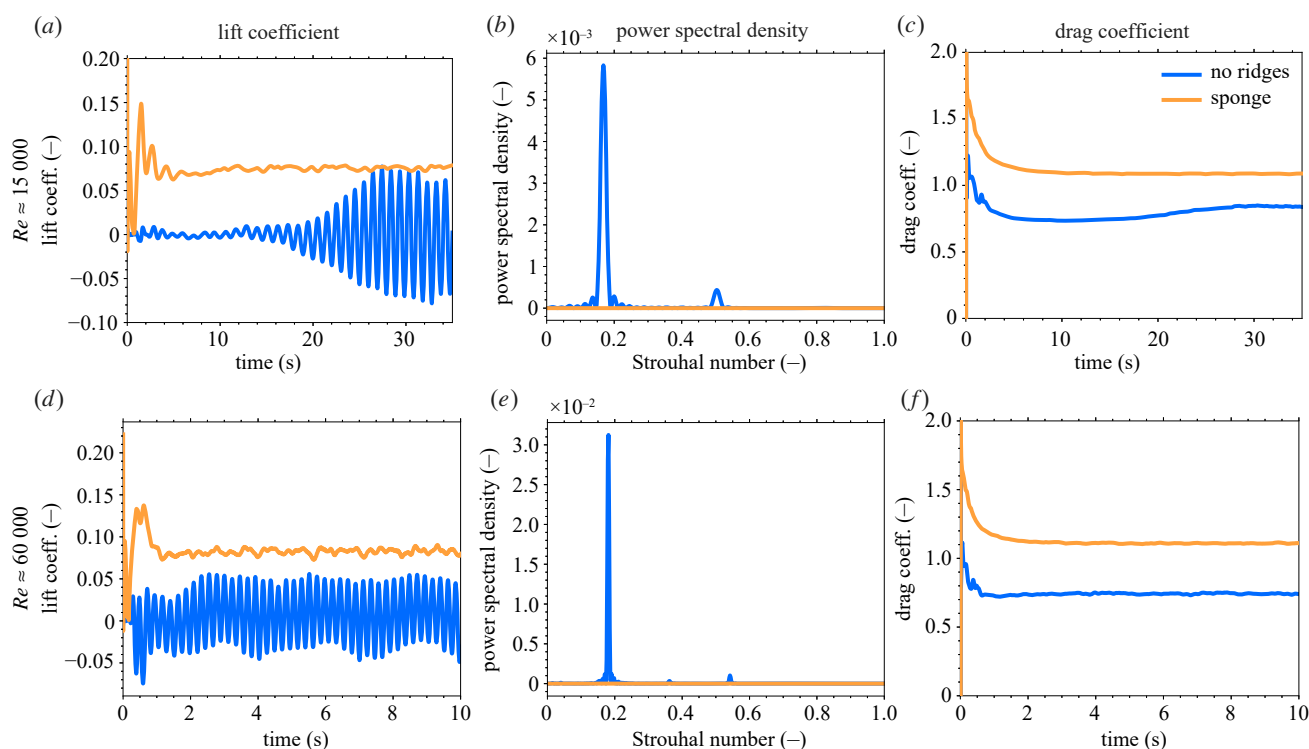 (a) lift coefficient
0.20
0.15
0.10
0.05
0
−0.05
−0.10
Re ≈ 15 000
lift coeff. (–)
0 10 20 30
time (s)
(b) power spectral density
×10⁻³
6
5
4
3
2
1
0
power spectral density (–)
0 0.2 0.4 0.6 0.8 1.0
Strouhal number (–)
(c) drag coefficient
2.0
1.5
1.0
0.5
0
drag coeff. (–)
no ridges
sponge
0 10 20 30
time (s)
(d)
0.20
0.15
0.10
0.05
0
−0.05
Re ≈ 60 000
lift coeff. (–)
0 2 4 6 8 10
time (s)
(e)
×10⁻²
3.0
2.5
2.0
1.5
1.0
0.5
0
power spectral density (–)
0 0.2 0.4 0.6 0.8 1.0
Strouhal number (–)
(f)
2.0
1.5
1.0
0.5
0
drag coeff. (–)
0 2 4 6 8 10
time (s)